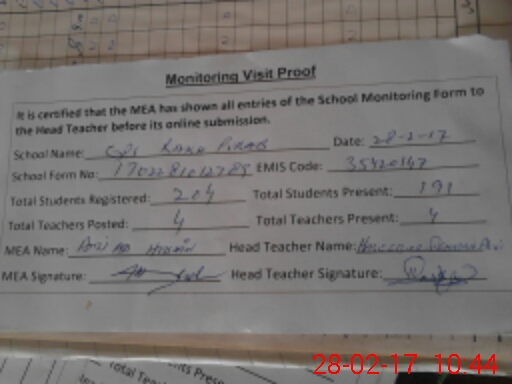 Monitoring Visit Proof
It is certified that the MEA has shown all entries of the School Monitoring Form to
the Head Teacher before its online submission.
School Name: Date: 28-2-17
School Form No: EMIS Code:
Total Students Registered: 204 Total Students Present: 191
Total Teachers Posted: 4 Total Teachers Present: 4
MEA Name: Head Teacher Name:
MEA Signature: Head Teacher Signature:
28-02-17 10:44